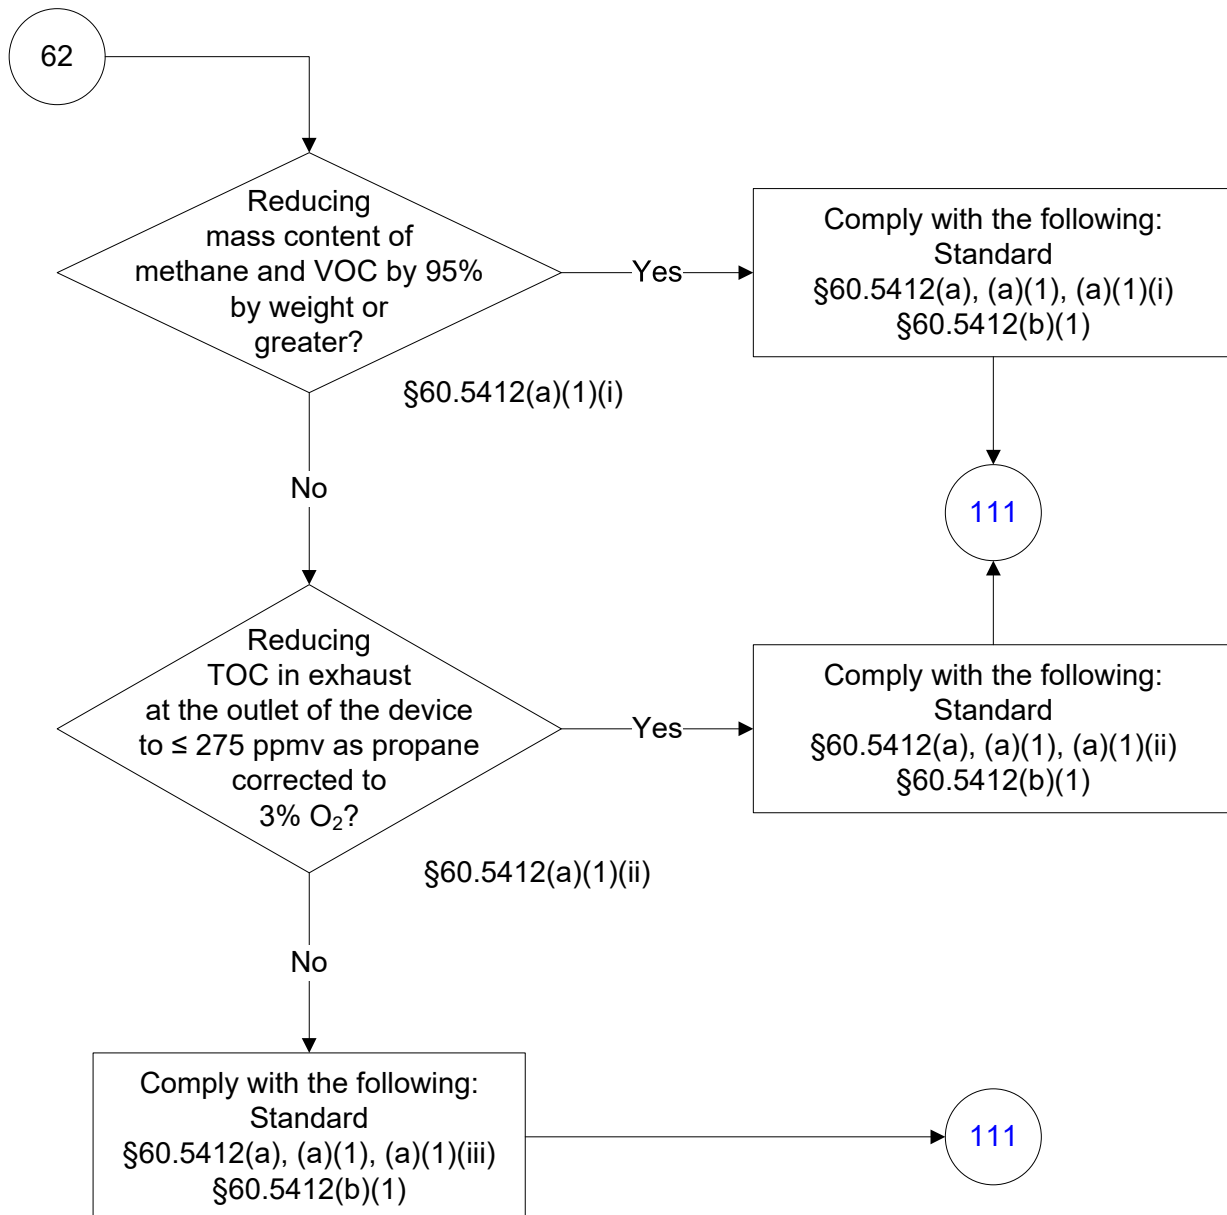 62
Reducing
mass content of
methane and VOC by 95%
by weight or
greater?
Yes
Comply with the following:
Standard
§60.5412(a), (a)(1), (a)(1)(i)
§60.5412(b)(1)
§60.5412(a)(1)(i)
No
111
Reducing
TOC in exhaust
at the outlet of the device
to ≤ 275 ppmv as propane
corrected to
3% O₂?
Yes
Comply with the following:
Standard
§60.5412(a), (a)(1), (a)(1)(ii)
§60.5412(b)(1)
§60.5412(a)(1)(ii)
No
Comply with the following:
Standard
§60.5412(a), (a)(1), (a)(1)(iii)
§60.5412(b)(1)
111